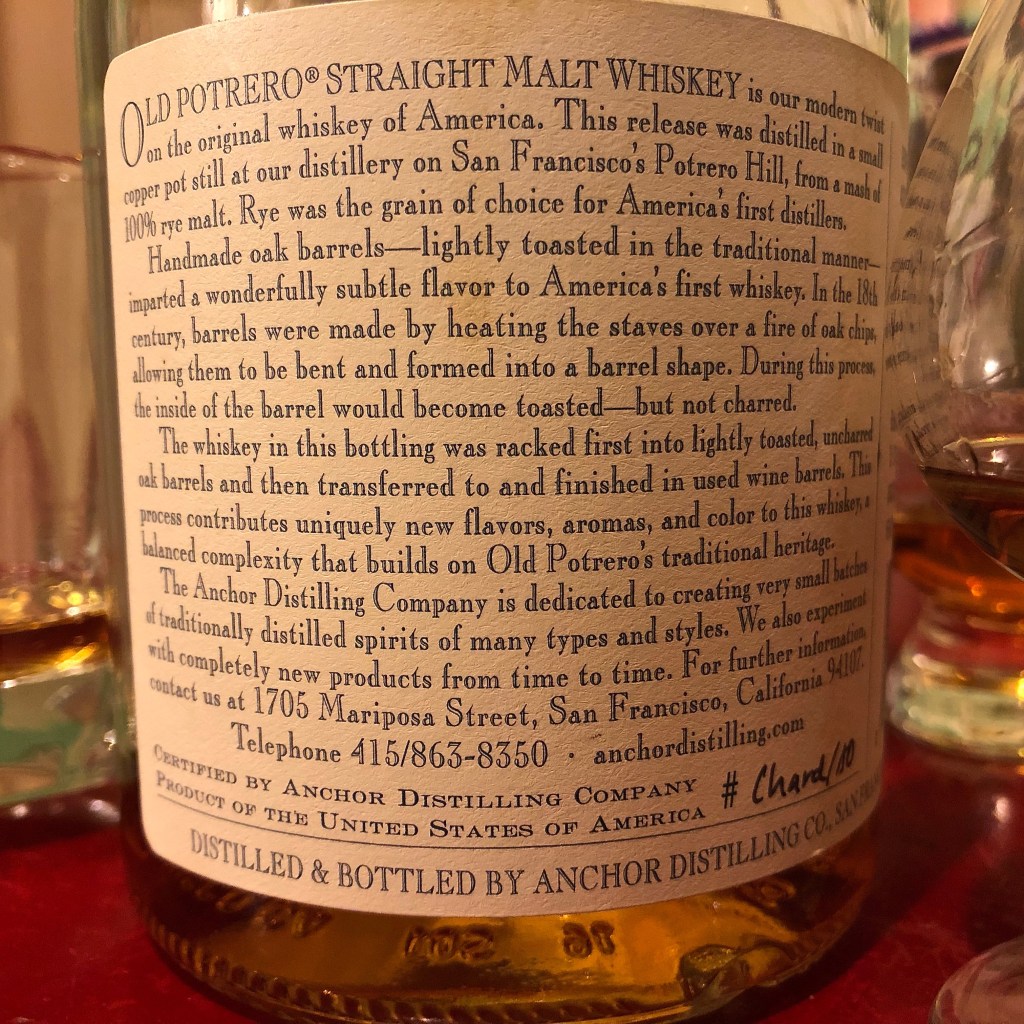 OLD POTRERO® STRAIGHT MALT WHISKEY is our modern twist
on the original whiskey of America. This release was distilled in a small
copper pot still at our distillery on San Francisco's Potrero Hill, from a mash of
100% rye malt. Rye was the grain of choice for America's first distillers.
Handmade oak barrels—lightly toasted in the traditional manner—
imparted a wonderfully subtle flavor to America's first whiskey. In the 18th
century, barrels were made by heating the staves over a fire of oak chips,
allowing them to be bent and formed into a barrel shape. During this process,
the inside of the barrel would become toasted—but not charred.
The whiskey in this bottling was racked first into lightly toasted, uncharred
oak barrels and then transferred to and finished in used wine barrels. This
process contributes uniquely new flavors, aromas, and color to this whiskey, a
balanced complexity that builds on Old Potrero's traditional heritage.
The Anchor Distilling Company is dedicated to creating very small batches
of traditionally distilled spirits of many types and styles. We also experiment
with completely new products from time to time. For further information,
contact us at 1705 Mariposa Street, San Francisco, California 94107.
Telephone 415/863-8350 · anchordistilling.com
CERTIFIED BY ANCHOR DISTILLING COMPANY # Chard/10
PRODUCT OF THE UNITED STATES OF AMERICA
DISTILLED & BOTTLED BY ANCHOR DISTILLING CO., SAN